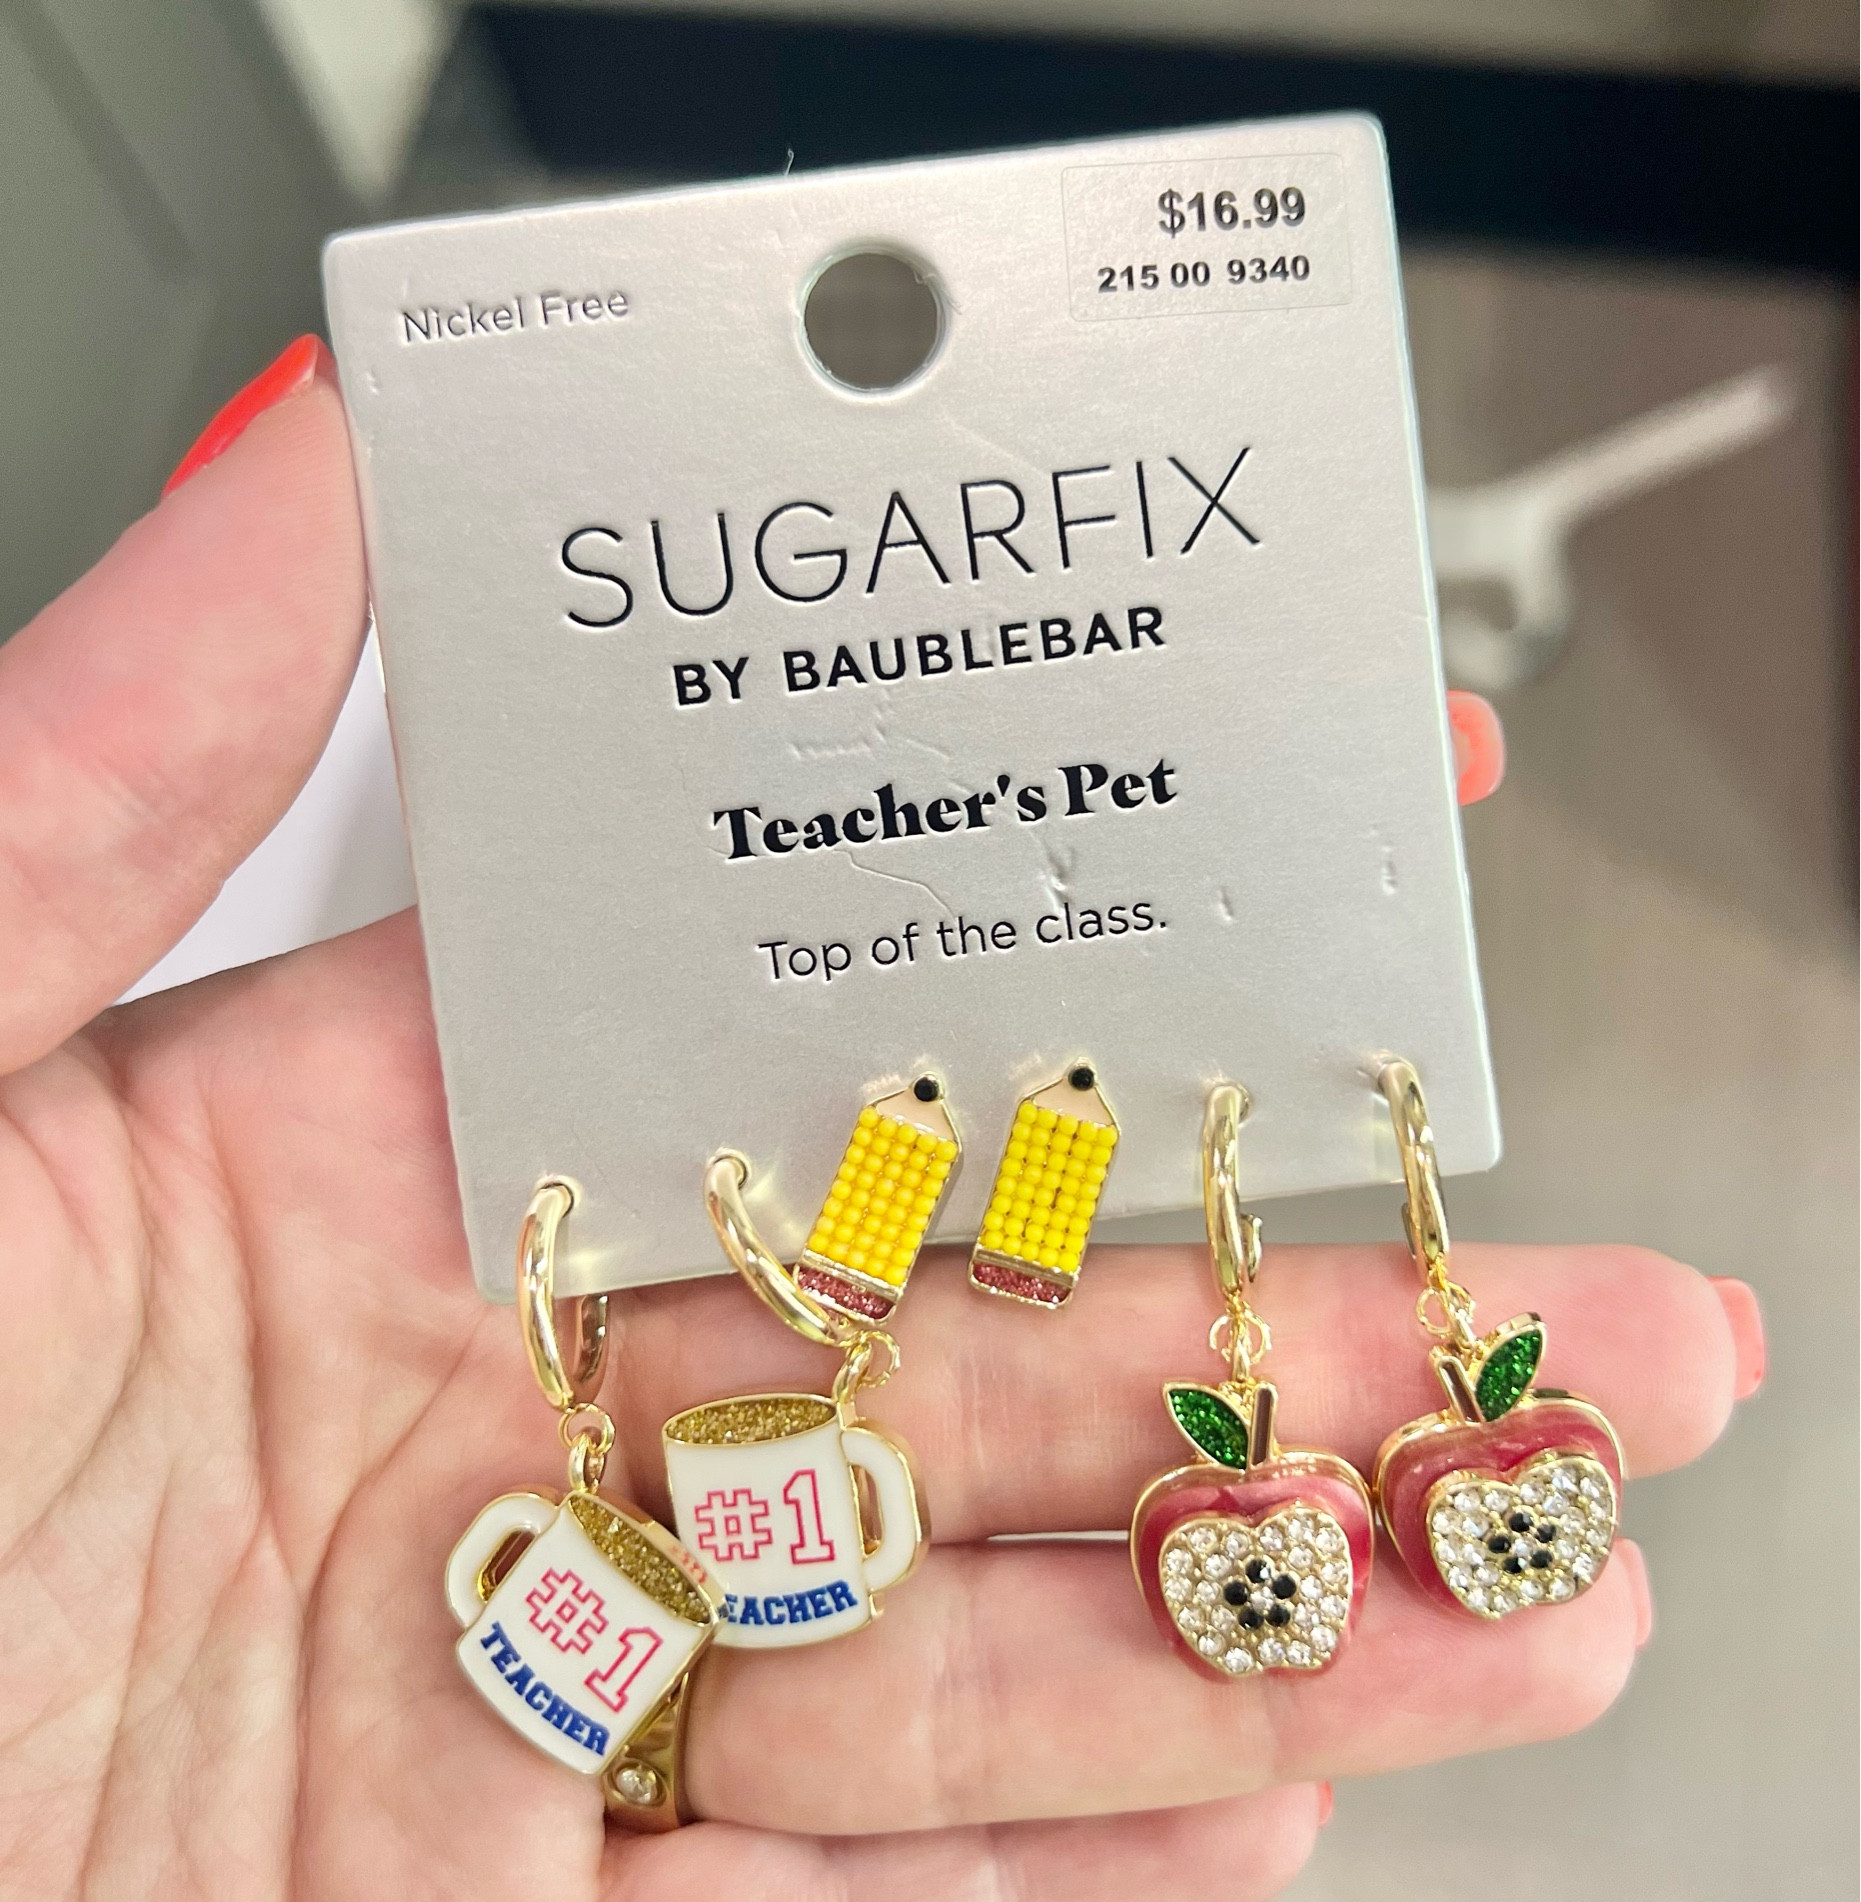 $16.99
215 00 9340
Nickel Free
SUGARFIX
BY BAUBLEBAR
Teacher's Pet
Top of the class.
#1
TEACHER
#1
EACHER